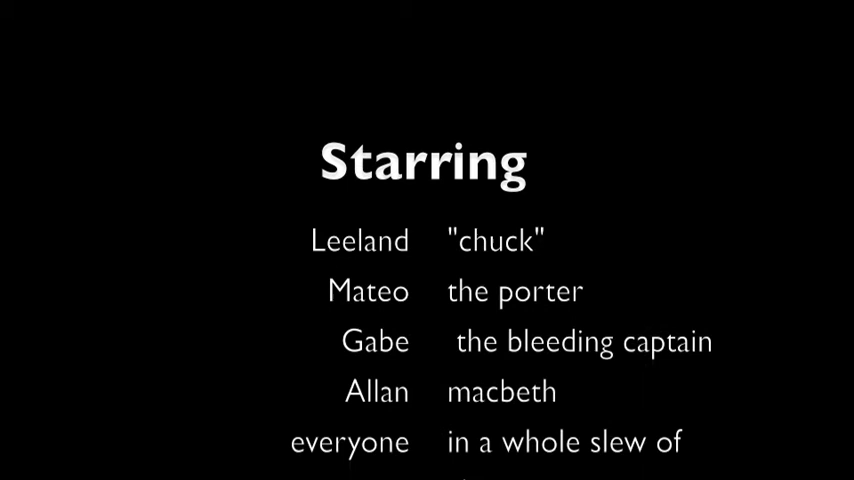 Starring
Leeland "chuck"
Mateo the porter
Gabe the bleeding captain
Allan macbeth
everyone in a whole slew of